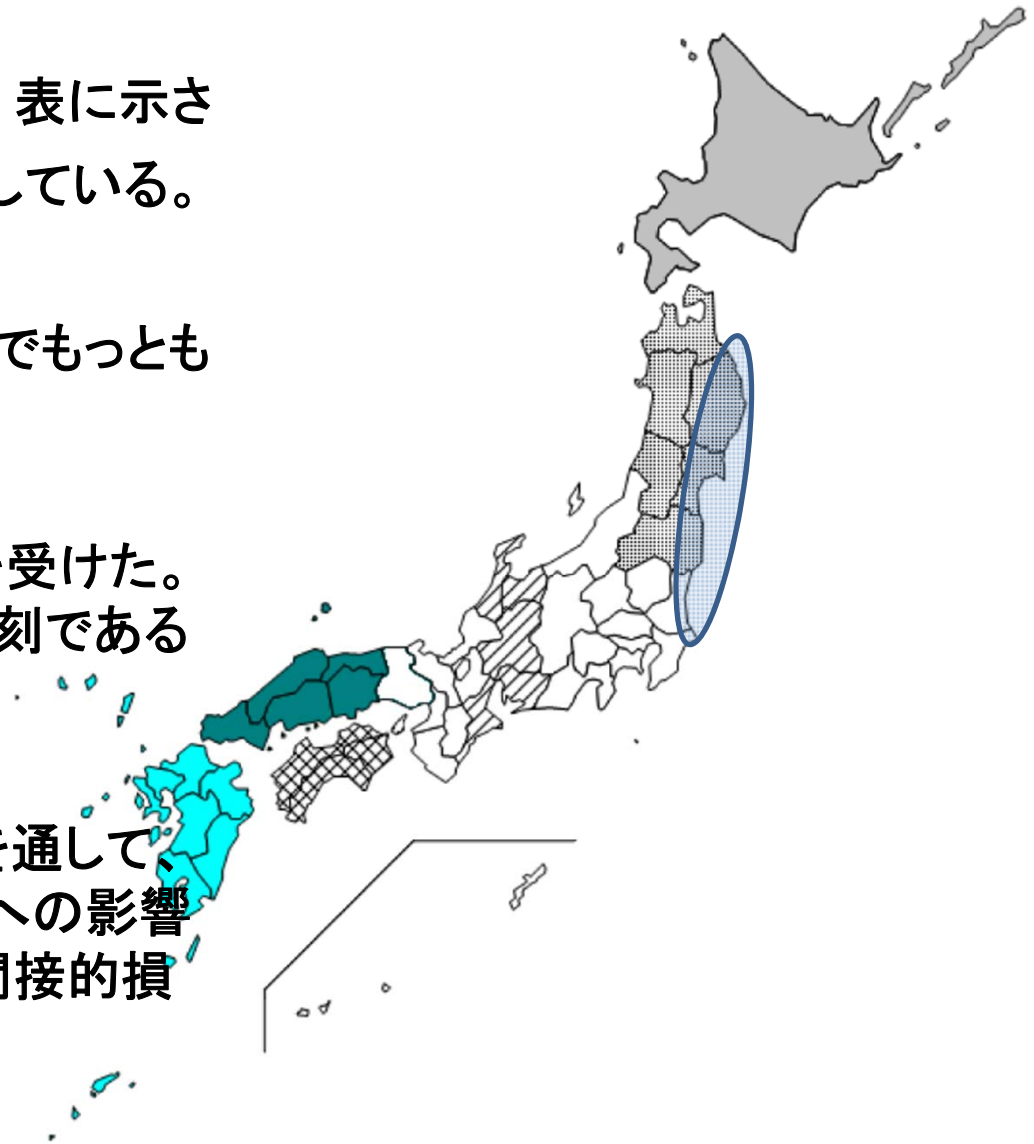 表に示さ
している。
でもっとも
受けた。
刻である
を通して、
への影響
間接的損